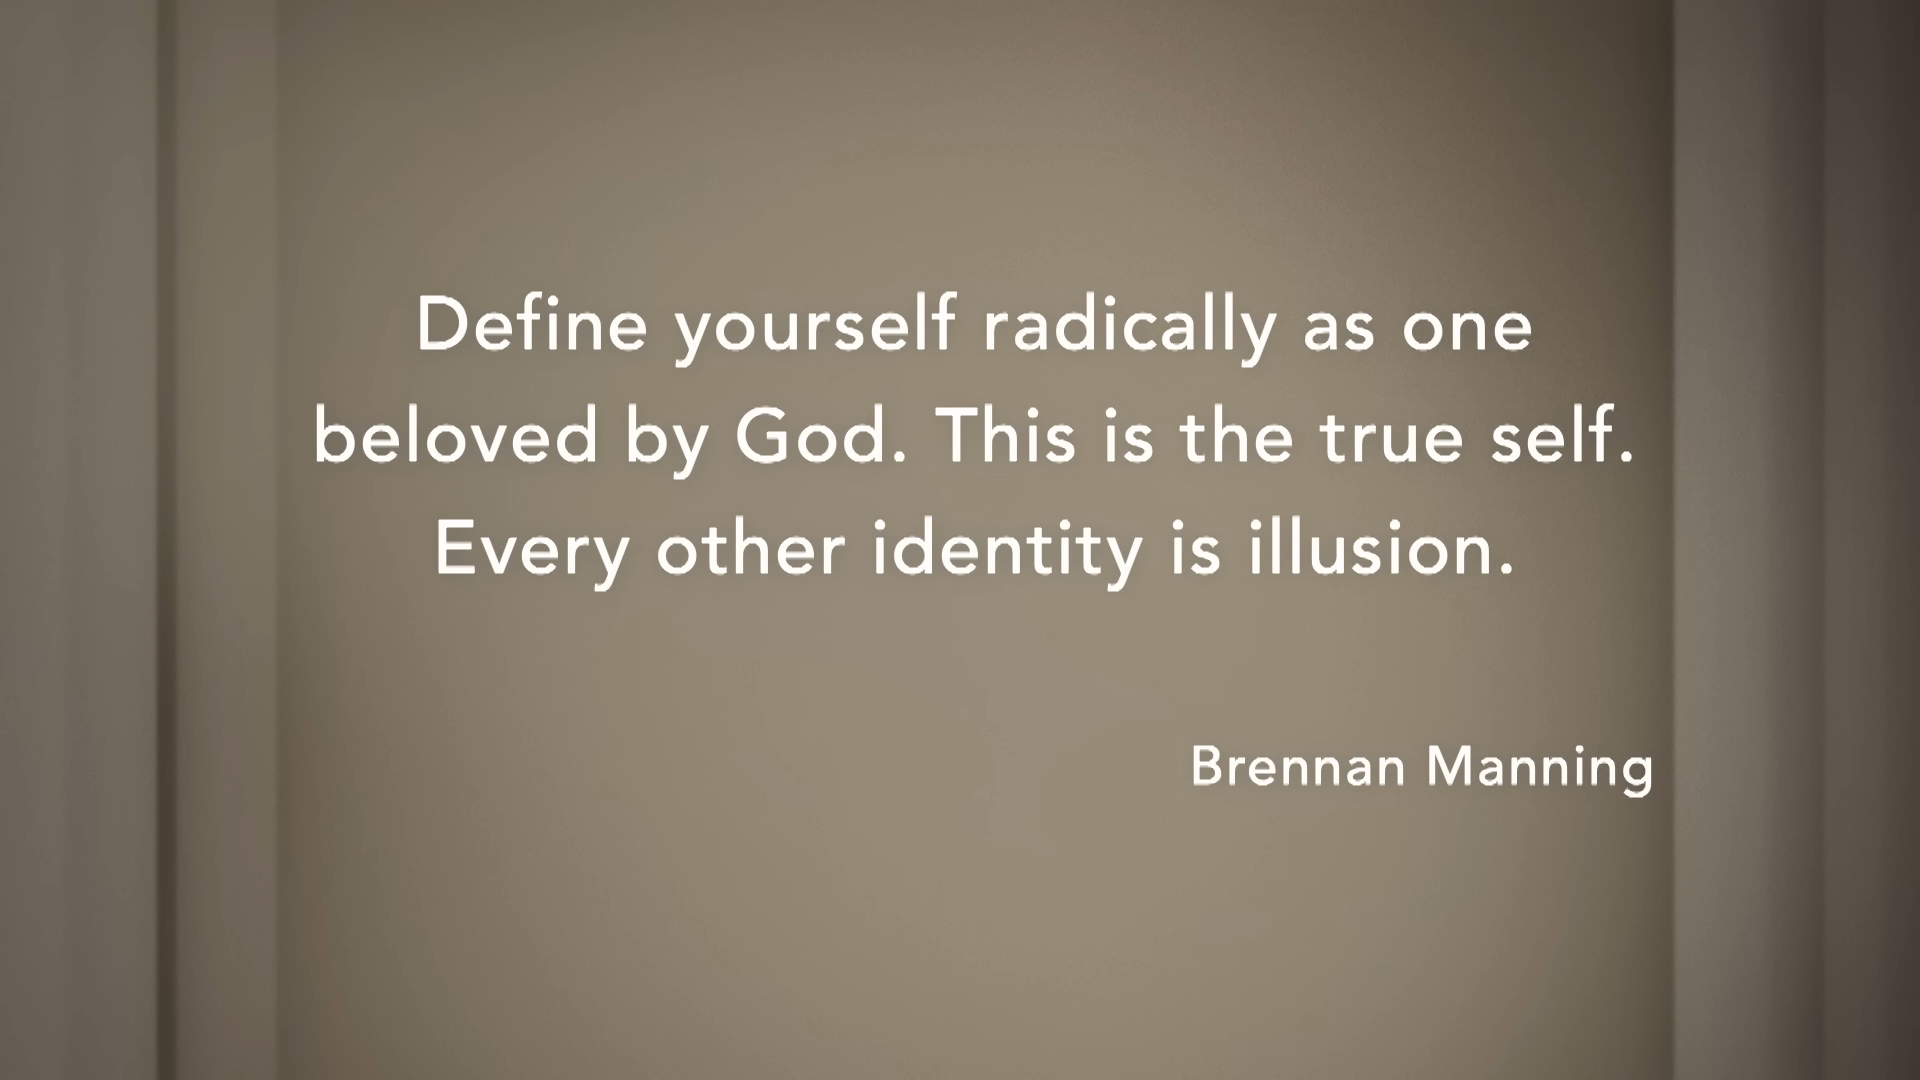 Define yourself radically as one
beloved by God. This is the true self.
Every other identity is illusion.
Brennan Manning